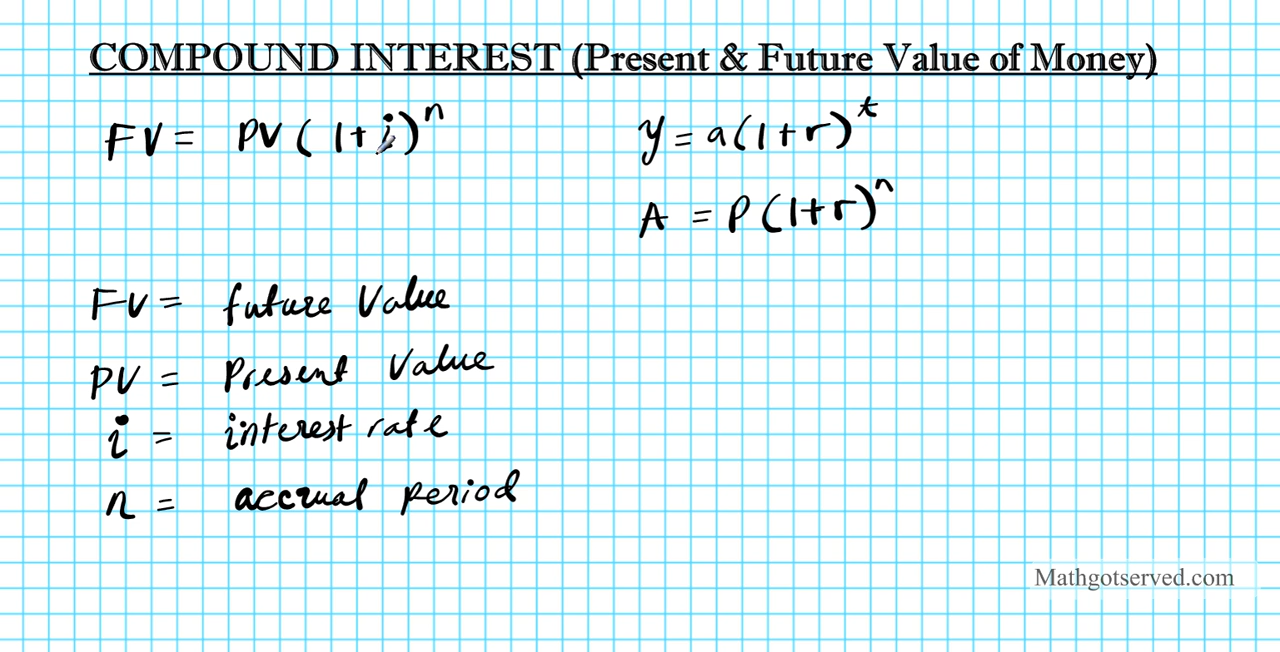 COMPOUND INTEREST (Present & Future Value of Money)
FV = PV(1+i)^n
y = a(1+r)^t
A = P(1+r)^n
FV = future Value
PV = Present Value
i = interest rate
n = accrual period
Mathgotserved.com